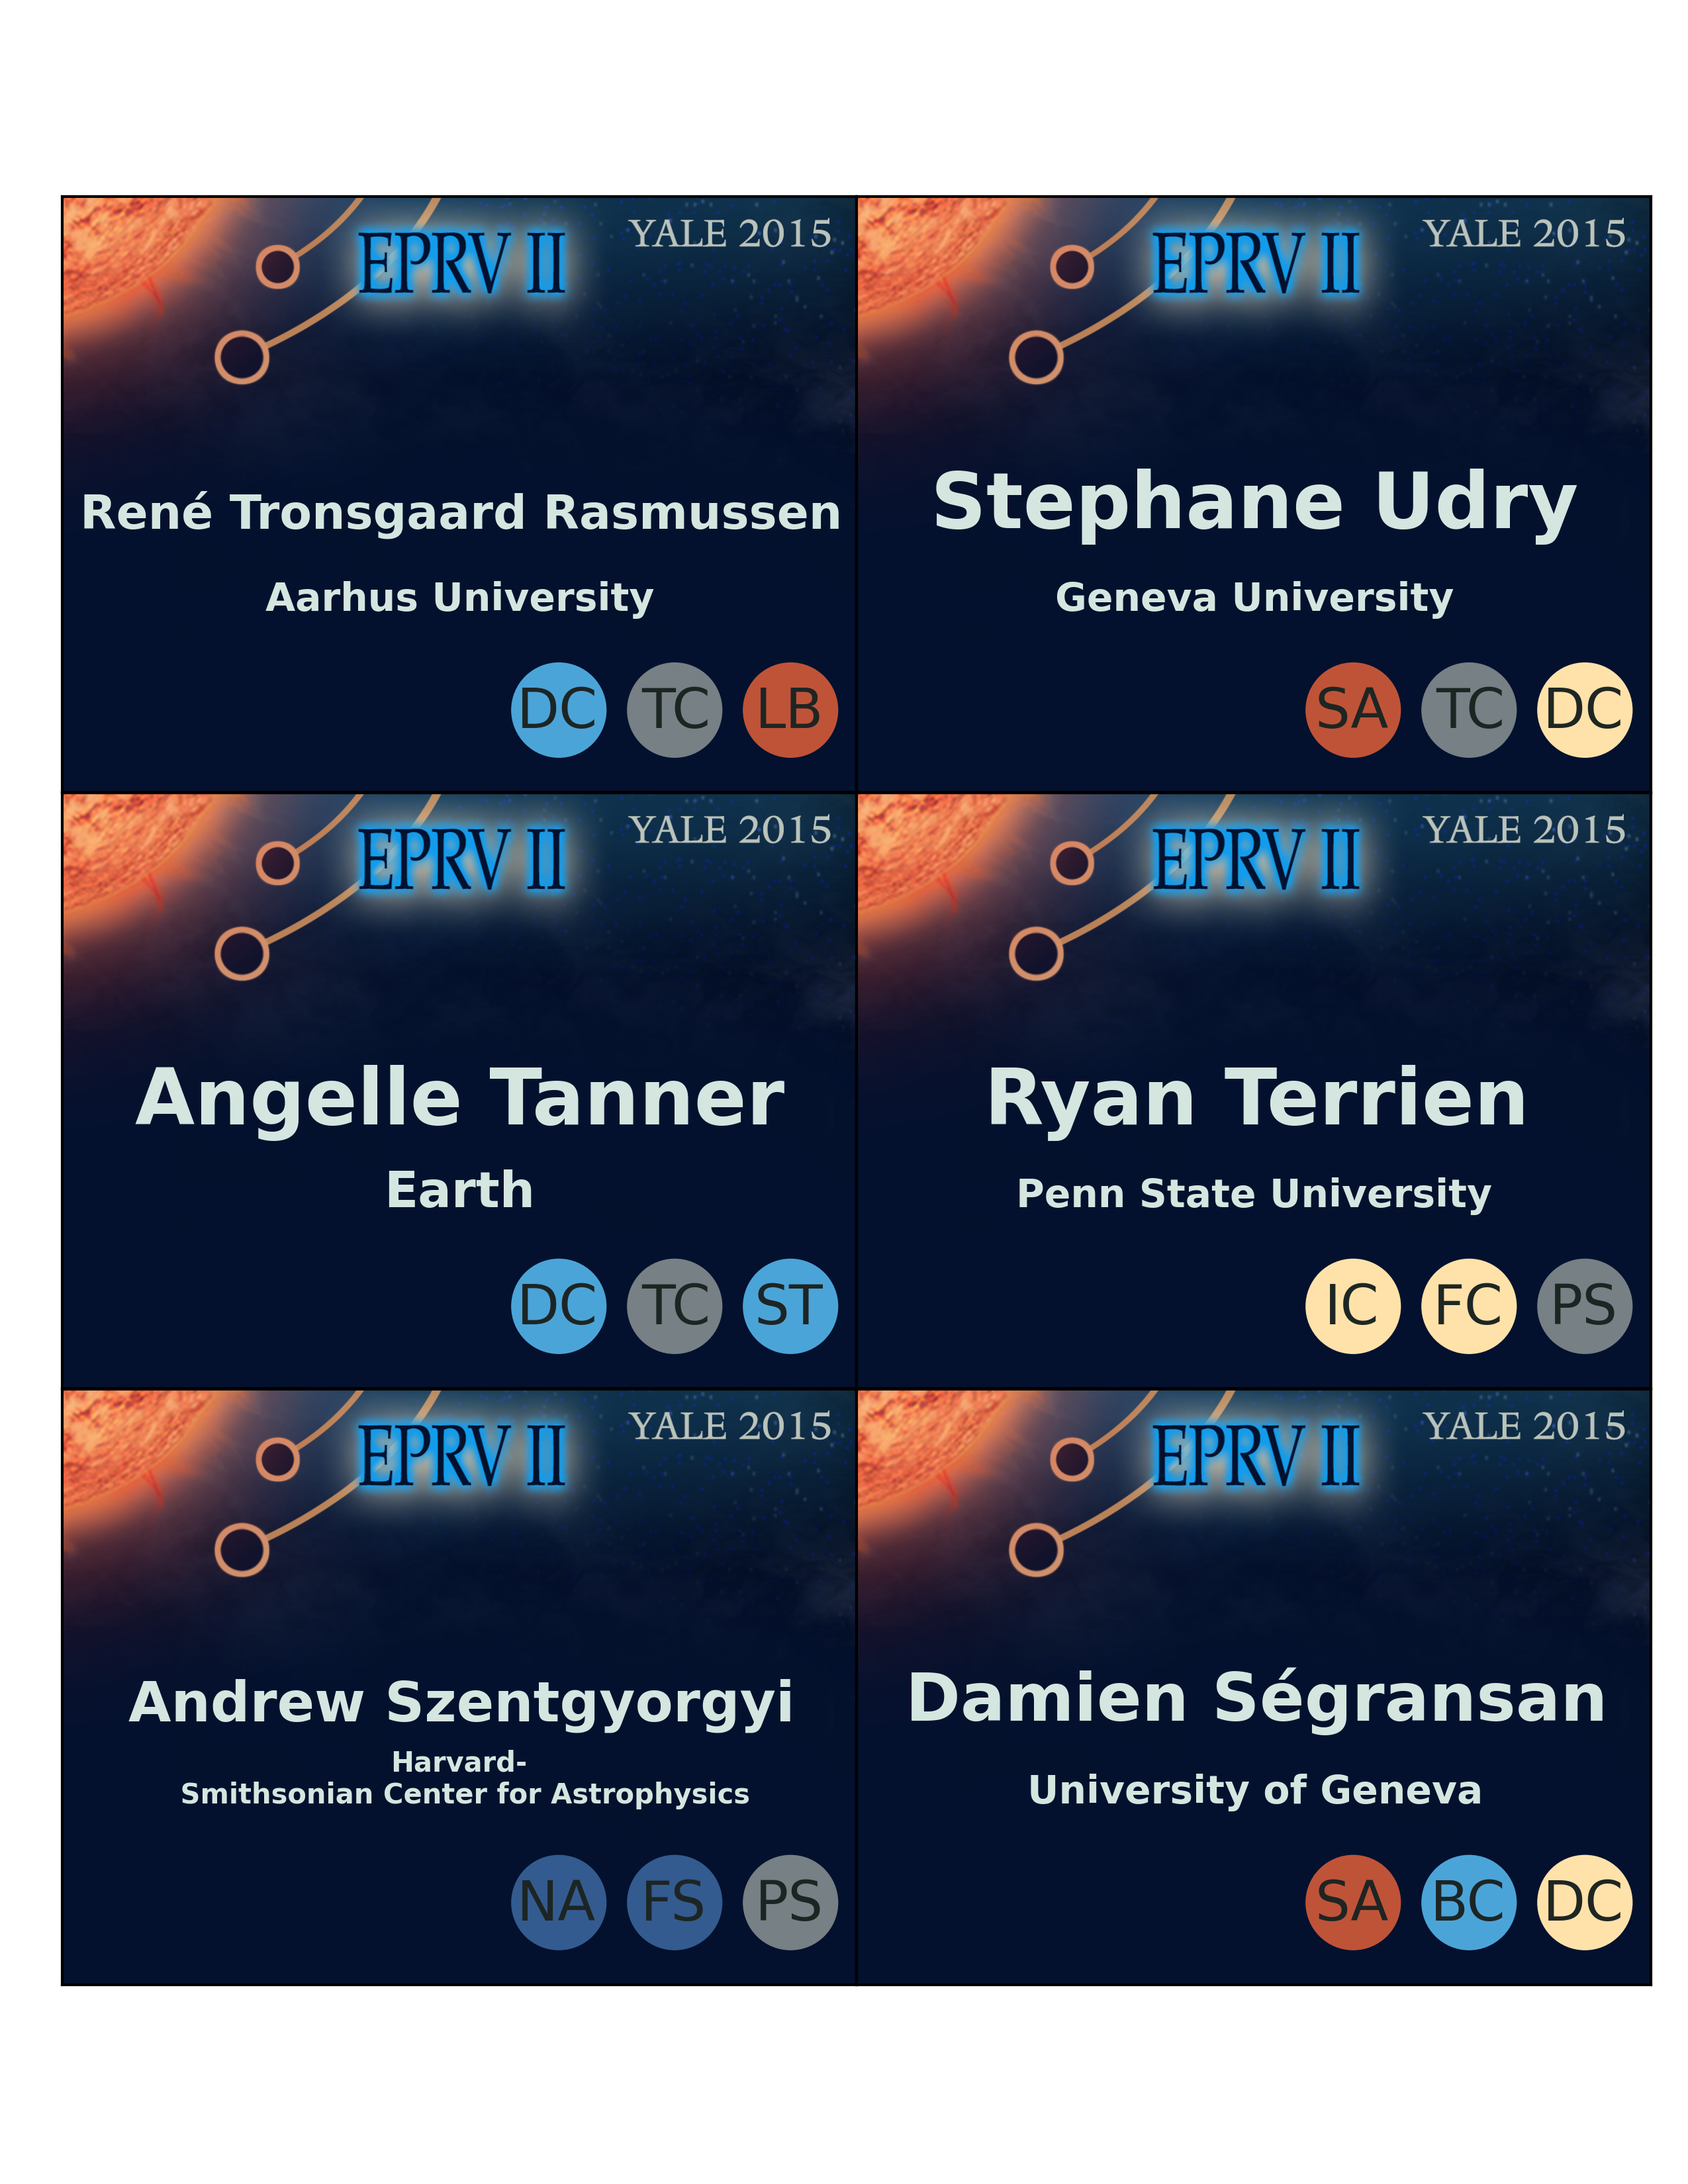 EPRV II
YALE 2015
René Tronsgaard Rasmussen
Aarhus University
DC TC LB
EPRV II
YALE 2015
Stephane Udry
Geneva University
SA TC DC
EPRV II
YALE 2015
Angelle Tanner
Earth
DC TC ST
EPRV II
YALE 2015
Ryan Terrien
Penn State University
IC FC PS
EPRV II
YALE 2015
Andrew Szentgyorgyi
Harvard-
Smithsonian Center for Astrophysics
NA FS PS
EPRV II
YALE 2015
Damien Ségransan
University of Geneva
SA BC DC